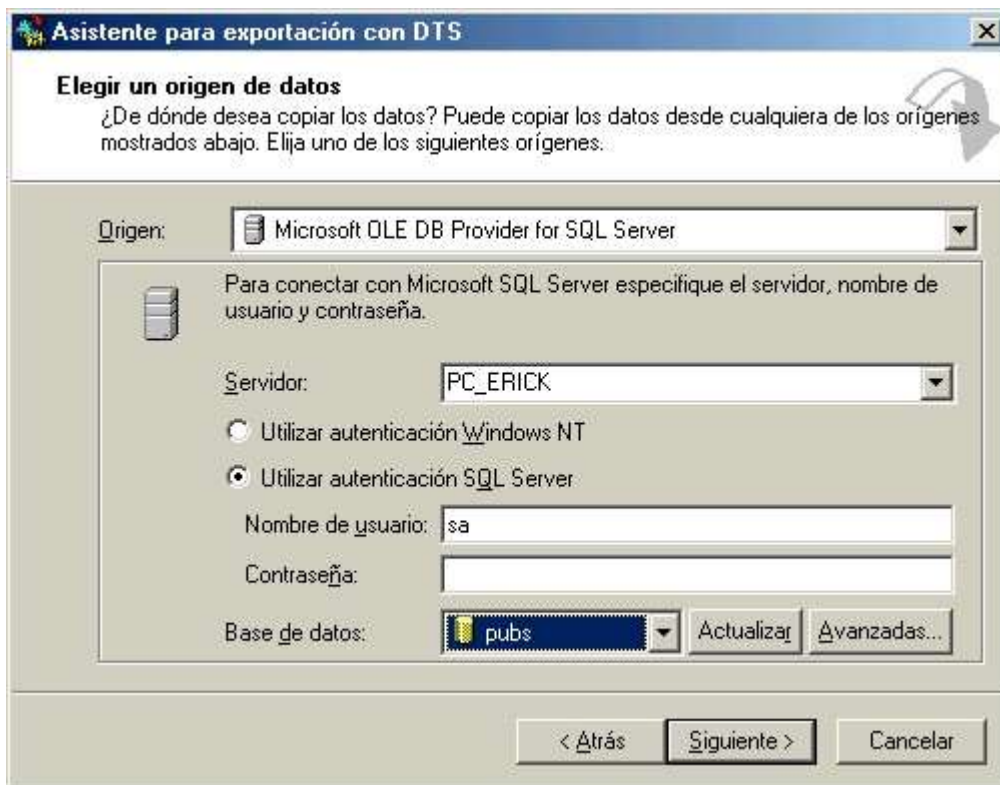 Asistente para exportación con DTS
Elegir un origen de datos
¿De dónde desea copiar los datos? Puede copiar los datos desde cualquiera de los orígenes
mostrados abajo. Elija uno de los siguientes orígenes.
Origen: Microsoft OLE DB Provider for SQL Server
Para conectar con Microsoft SQL Server especifique el servidor, nombre de
usuario y contraseña.
Servidor: PC_ERICK
Utilizar autenticación Windows NT
Utilizar autenticación SQL Server
Nombre de usuario: sa
Contraseña:
Base de datos: pubs Actualizar Avanzadas...
< Atrás Siguiente > Cancelar